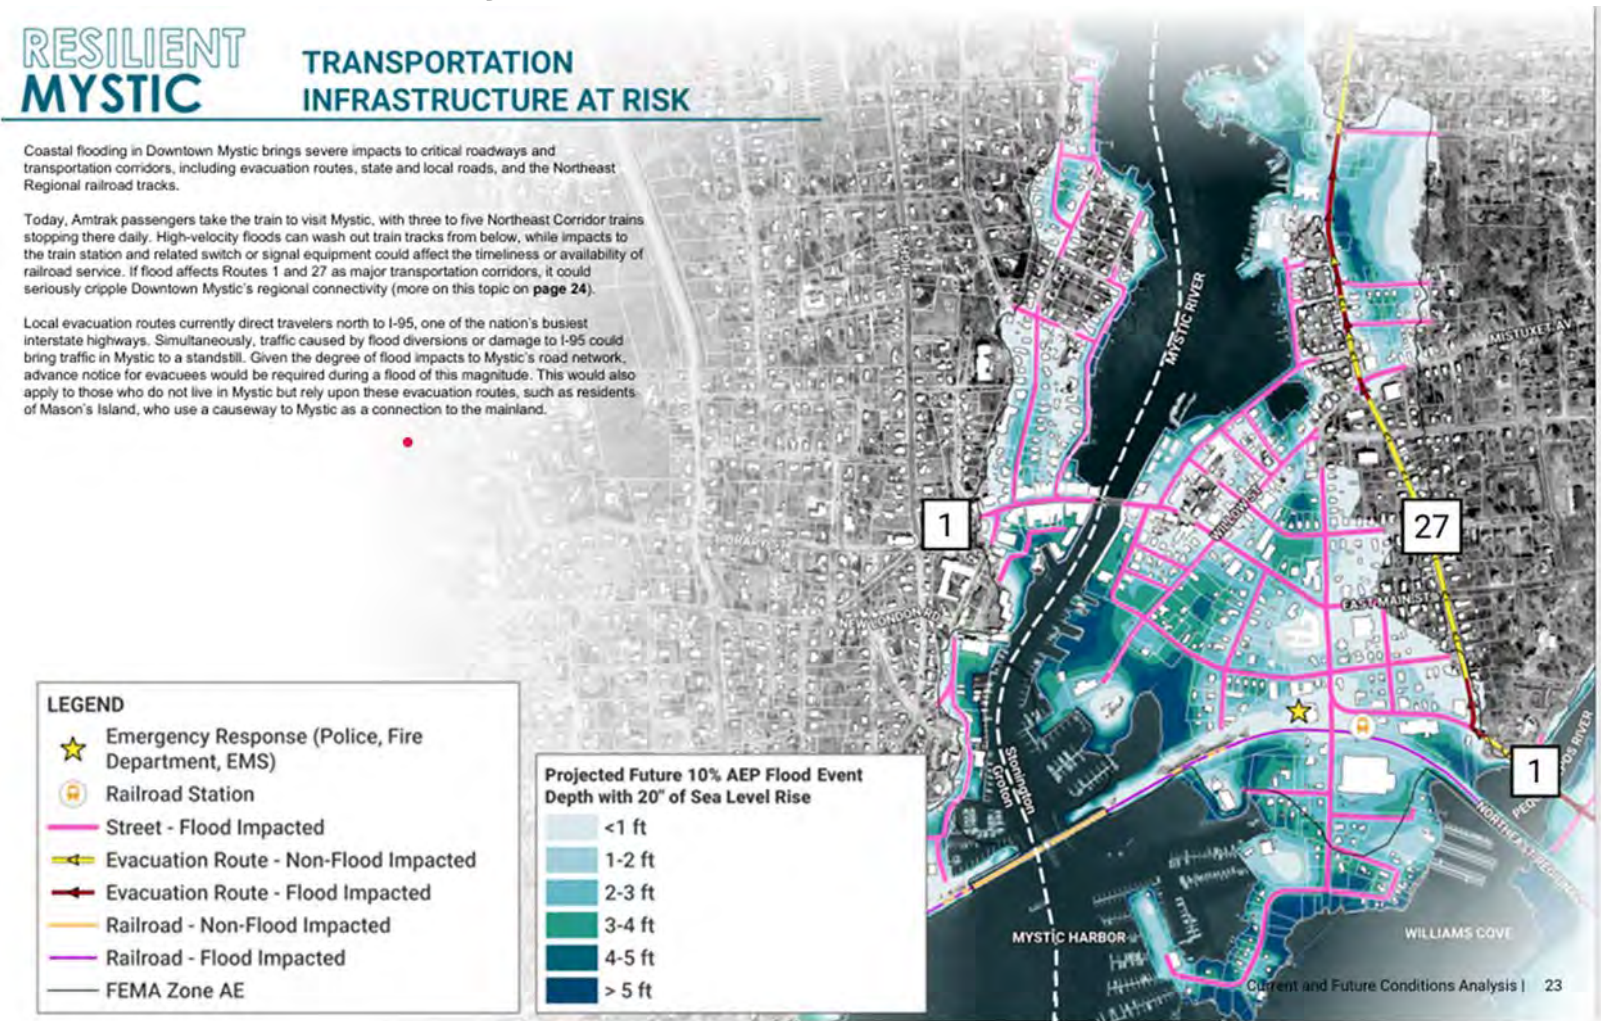 RESILIENT
MYSTIC
TRANSPORTATION
INFRASTRUCTURE AT RISK
Coastal flooding in Downtown Mystic brings severe impacts to critical roadways and
transportation corridors, including evacuation routes, state and local roads, and the Northeast
Regional railroad tracks.
Today, Amtrak passengers take the train to visit Mystic, with three to five Northeast Corridor trains
stopping there daily. High-velocity floods can wash out train tracks from below, while impacts to
the train station and related switch or signal equipment could affect the timeliness or availability of
railroad service. If flood affects Routes 1 and 27 as major transportation corridors, it could
seriously cripple Downtown Mystic's regional connectivity (more on this topic on page 24).
Local evacuation routes currently direct travelers north to I-95, one of the nation's busiest
interstate highways. Simultaneously, traffic caused by flood diversions or damage to I-95 could
bring traffic in Mystic to a standstill. Given the degree of flood impacts to Mystic's road network,
advance notice for evacuees would be required during a flood of this magnitude. This would also
apply to those who do not live in Mystic but rely upon these evacuation routes, such as residents
of Mason's Island, who use a causeway to Mystic as a connection to the mainland.
MYSTIC RIVER
MISTUXET AV
1
27
WILLOW ST
EAST MAIN ST
NEW LONDON RD
1
Stonington
Groton
MYSTIC HARBOR
WILLIAMS COVE
LEGEND
Emergency Response (Police, Fire
Department, EMS)
Railroad Station
Street - Flood Impacted
Evacuation Route - Non-Flood Impacted
Evacuation Route - Flood Impacted
Railroad - Non-Flood Impacted
Railroad - Flood Impacted
FEMA Zone AE
Projected Future 10% AEP Flood Event
Depth with 20" of Sea Level Rise
<1 ft
1-2 ft
2-3 ft
3-4 ft
4-5 ft
> 5 ft
Current and Future Conditions Analysis | 23